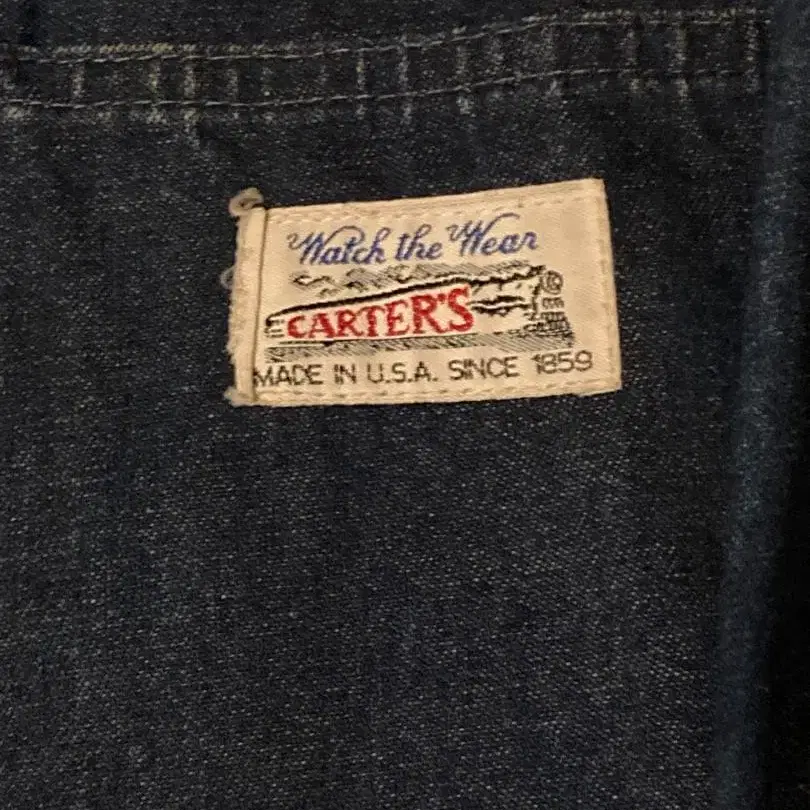 Watch the Wear
CARTER'S
MADE IN U.S.A. SINCE 1859